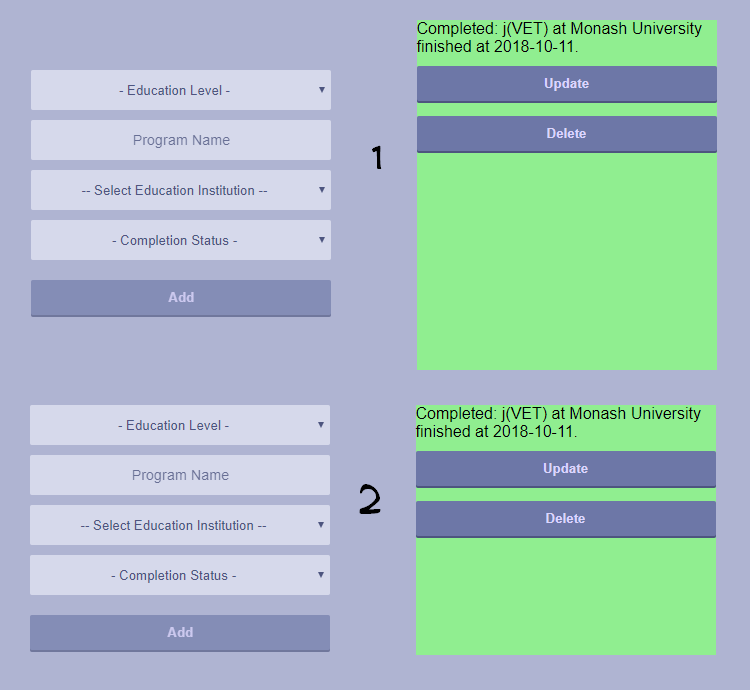 Completed: j(VET) at Monash University
finished at 2018-10-11.
- Education Level -
Update
Program Name
Delete
1
-- Select Education Institution --
- Completion Status -
Add
Completed: j(VET) at Monash University
finished at 2018-10-11.
- Education Level -
Update
Program Name
2
Delete
-- Select Education Institution --
- Completion Status -
Add